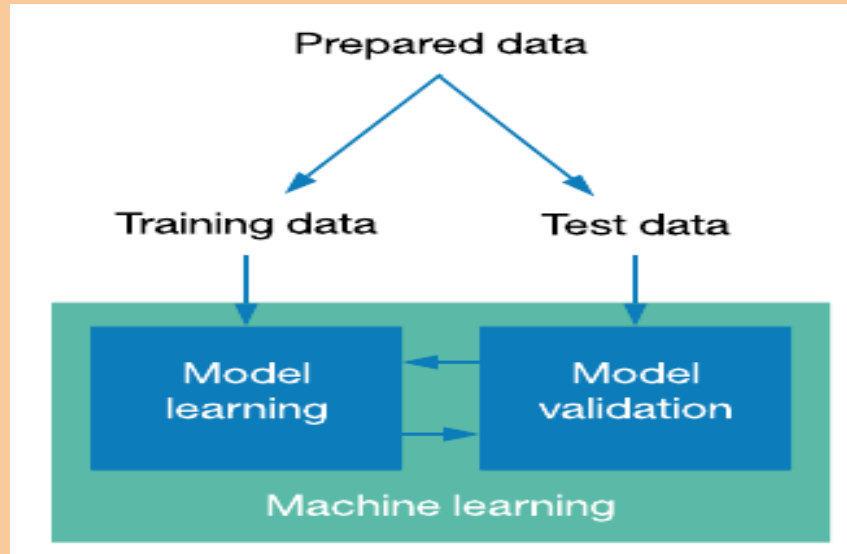 Prepared data
Training data
Test data
Model
learning
Model
validation
Machine learning